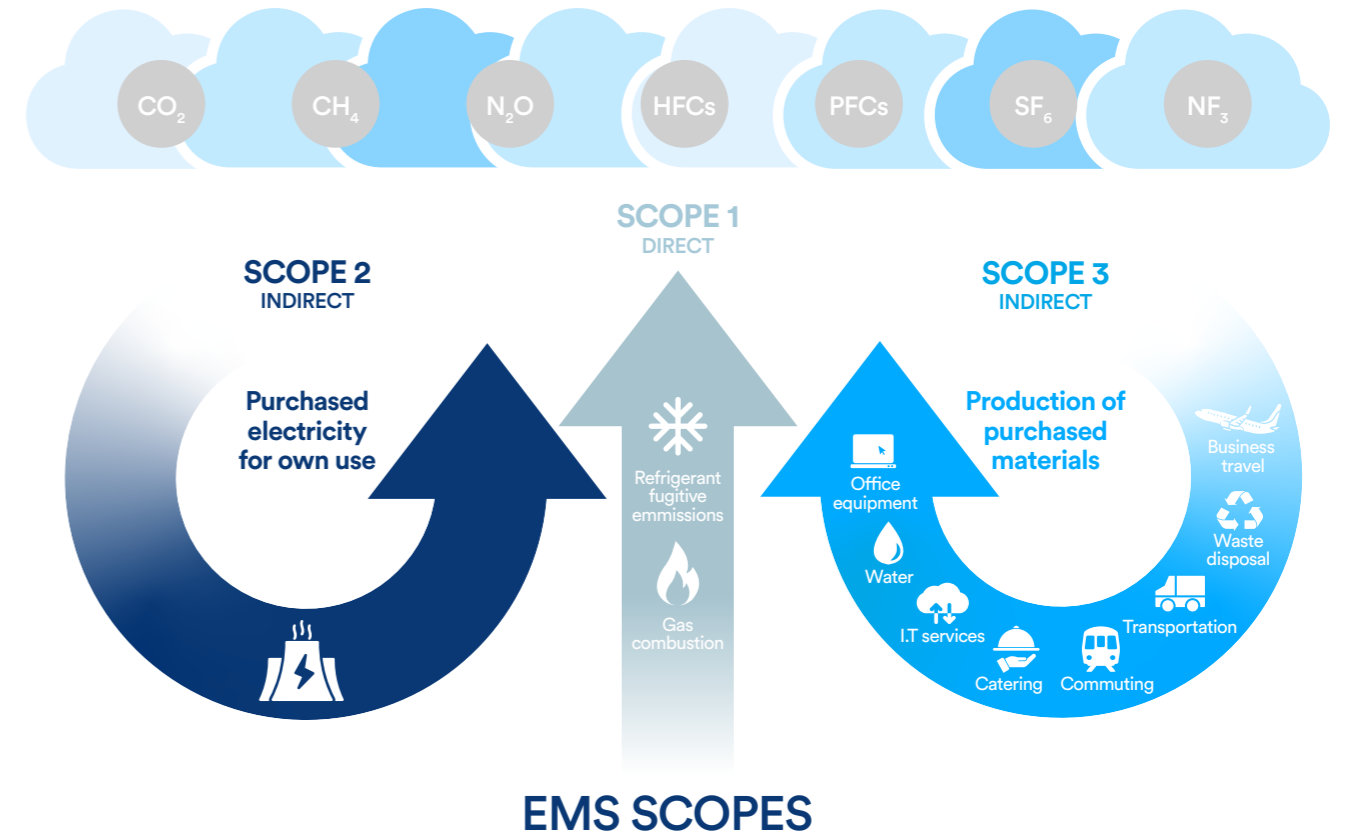 CO₂
CH₄
N₂O
HFCs
PFCs
SF₆
NF₃
SCOPE 1
DIRECT
SCOPE 2
INDIRECT
SCOPE 3
INDIRECT
Purchased
electricity
for own use
Refrigerant
fugitive
emmissions
Gas
combustion
Production of
purchased
materials
Office
equipment
Water
I.T services
Catering
Commuting
Transportation
Waste
disposal
Business
travel
EMS SCOPES